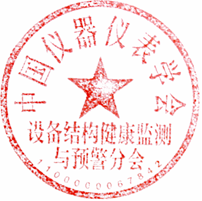 中国仪器仪表学会
设备结构健康监测
与预警分会